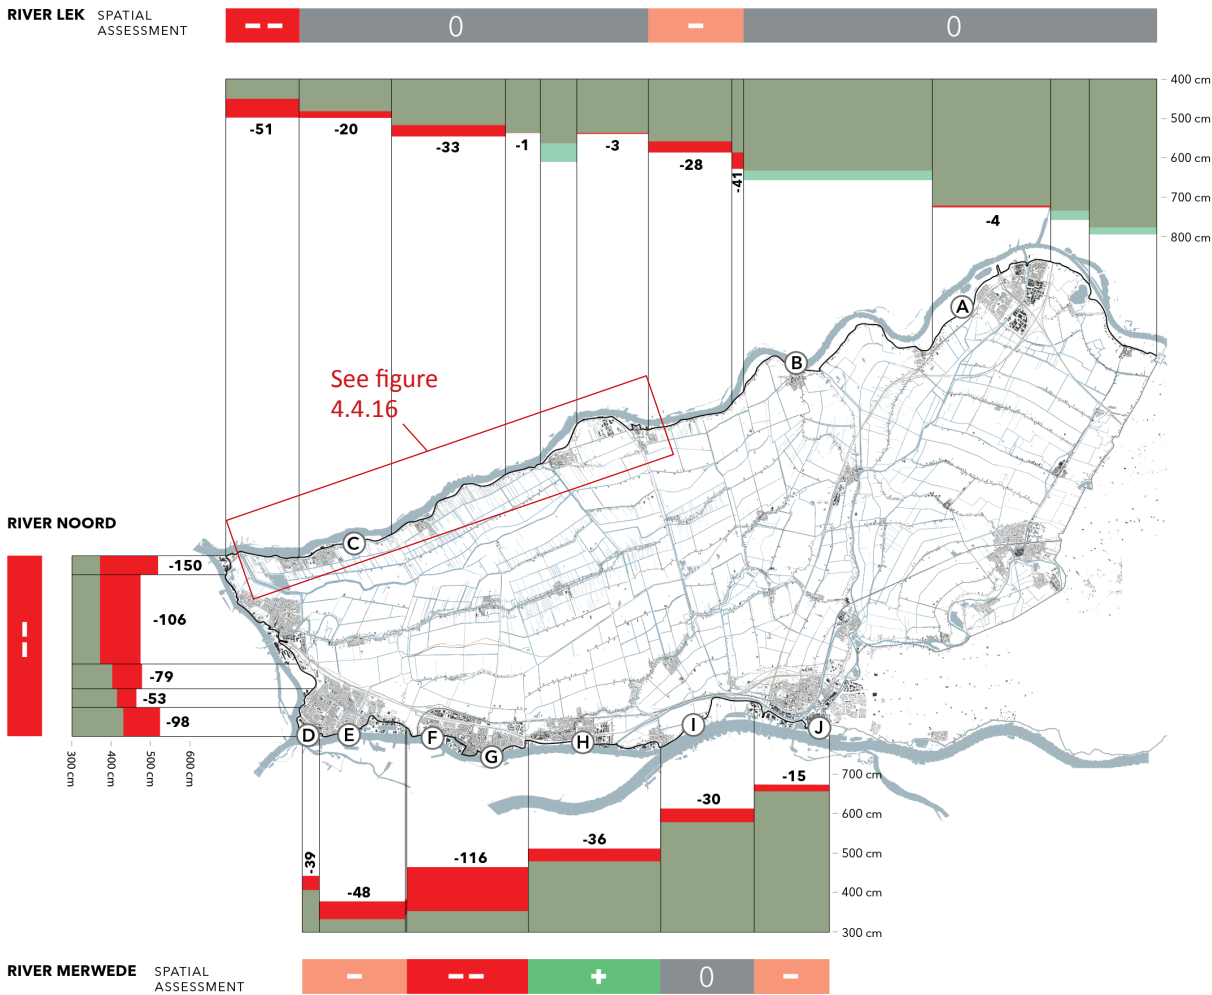 RIVER LEK SPATIAL
ASSESSMENT
-- 0 - 0
400 cm
500 cm
600 cm
700 cm
800 cm
-51
-20
-33
-1
-3
-28
-41
-4
A
B
See figure
4.4.16
C
RIVER NOORD
--
-150
-106
-79
-53
-98
300 cm
400 cm
500 cm
600 cm
D
E
F
G
H
I
J
700 cm
600 cm
500 cm
400 cm
300 cm
-39
-48
-116
-36
-30
-15
RIVER MERWEDE SPATIAL
ASSESSMENT
- -- + 0 -